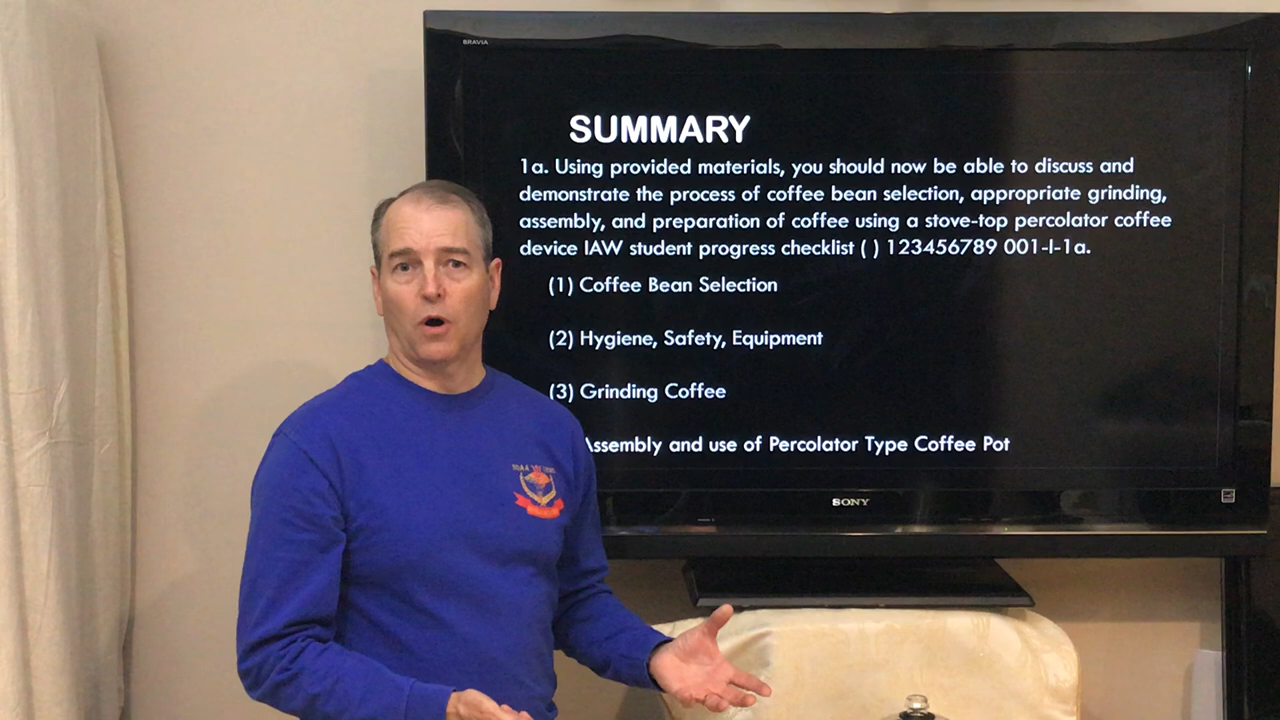 BRAVIA
SUMMARY
1a. Using provided materials, you should now be able to discuss and
demonstrate the process of coffee bean selection, appropriate grinding,
assembly, and preparation of coffee using a stove-top percolator coffee
device IAW student progress checklist ( ) 123456789 001-I-1a.
(1) Coffee Bean Selection
(2) Hygiene, Safety, Equipment
(3) Grinding Coffee
Assembly and use of Percolator Type Coffee Pot
SONY